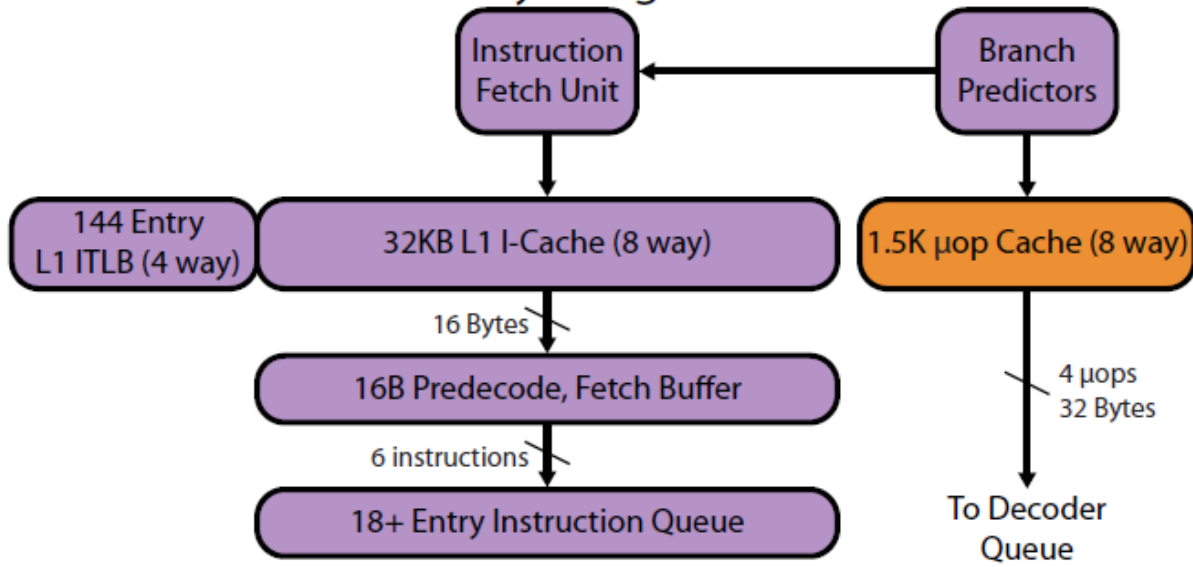 Instruction
Fetch Unit
Branch
Predictors
144 Entry
L1 ITLB (4 way)
32KB L1 I-Cache (8 way)
1.5K μop Cache (8 way)
16 Bytes
16B Predecode, Fetch Buffer
4 μops
32 Bytes
6 instructions
18+ Entry Instruction Queue
To Decoder
Queue